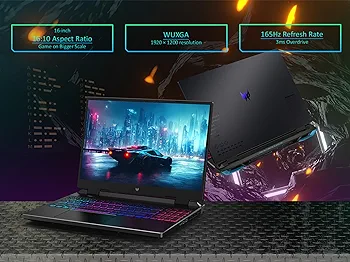 16 inch
16:10 Aspect Ratio
Game on Bigger Scale
WUXGA
1920 × 1200 resolution
165Hz Refresh Rate
3ms Overdrive